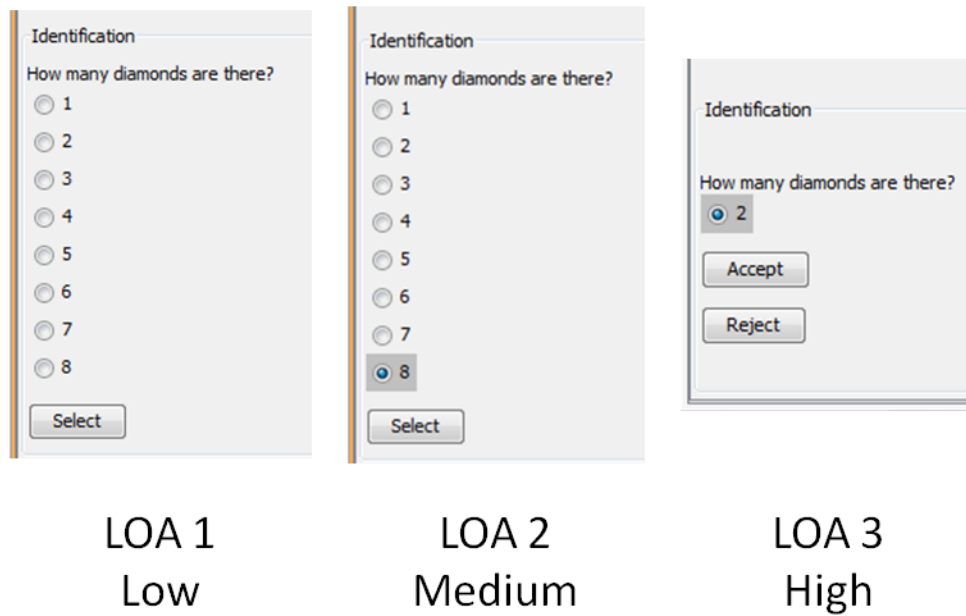 Identification
How many diamonds are there?
1
2
3
4
5
6
7
8
Select
Identification
How many diamonds are there?
1
2
3
4
5
6
7
8
Select
Identification
How many diamonds are there?
2
Accept
Reject
LOA 1
Low
LOA 2
Medium
LOA 3
High